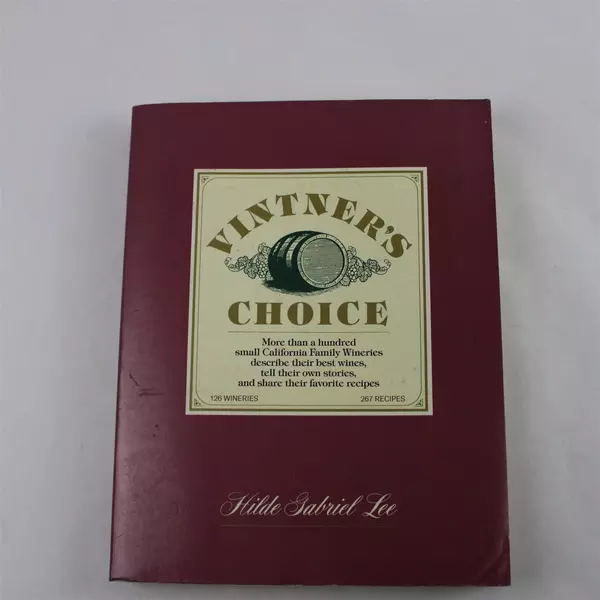 VINTNER'S
CHOICE
More than a hundred
small California Family Wineries
describe their best wines,
tell their own stories,
and share their favorite recipes
126 WINERIES 267 RECIPES
Hilde Gabriel Lee